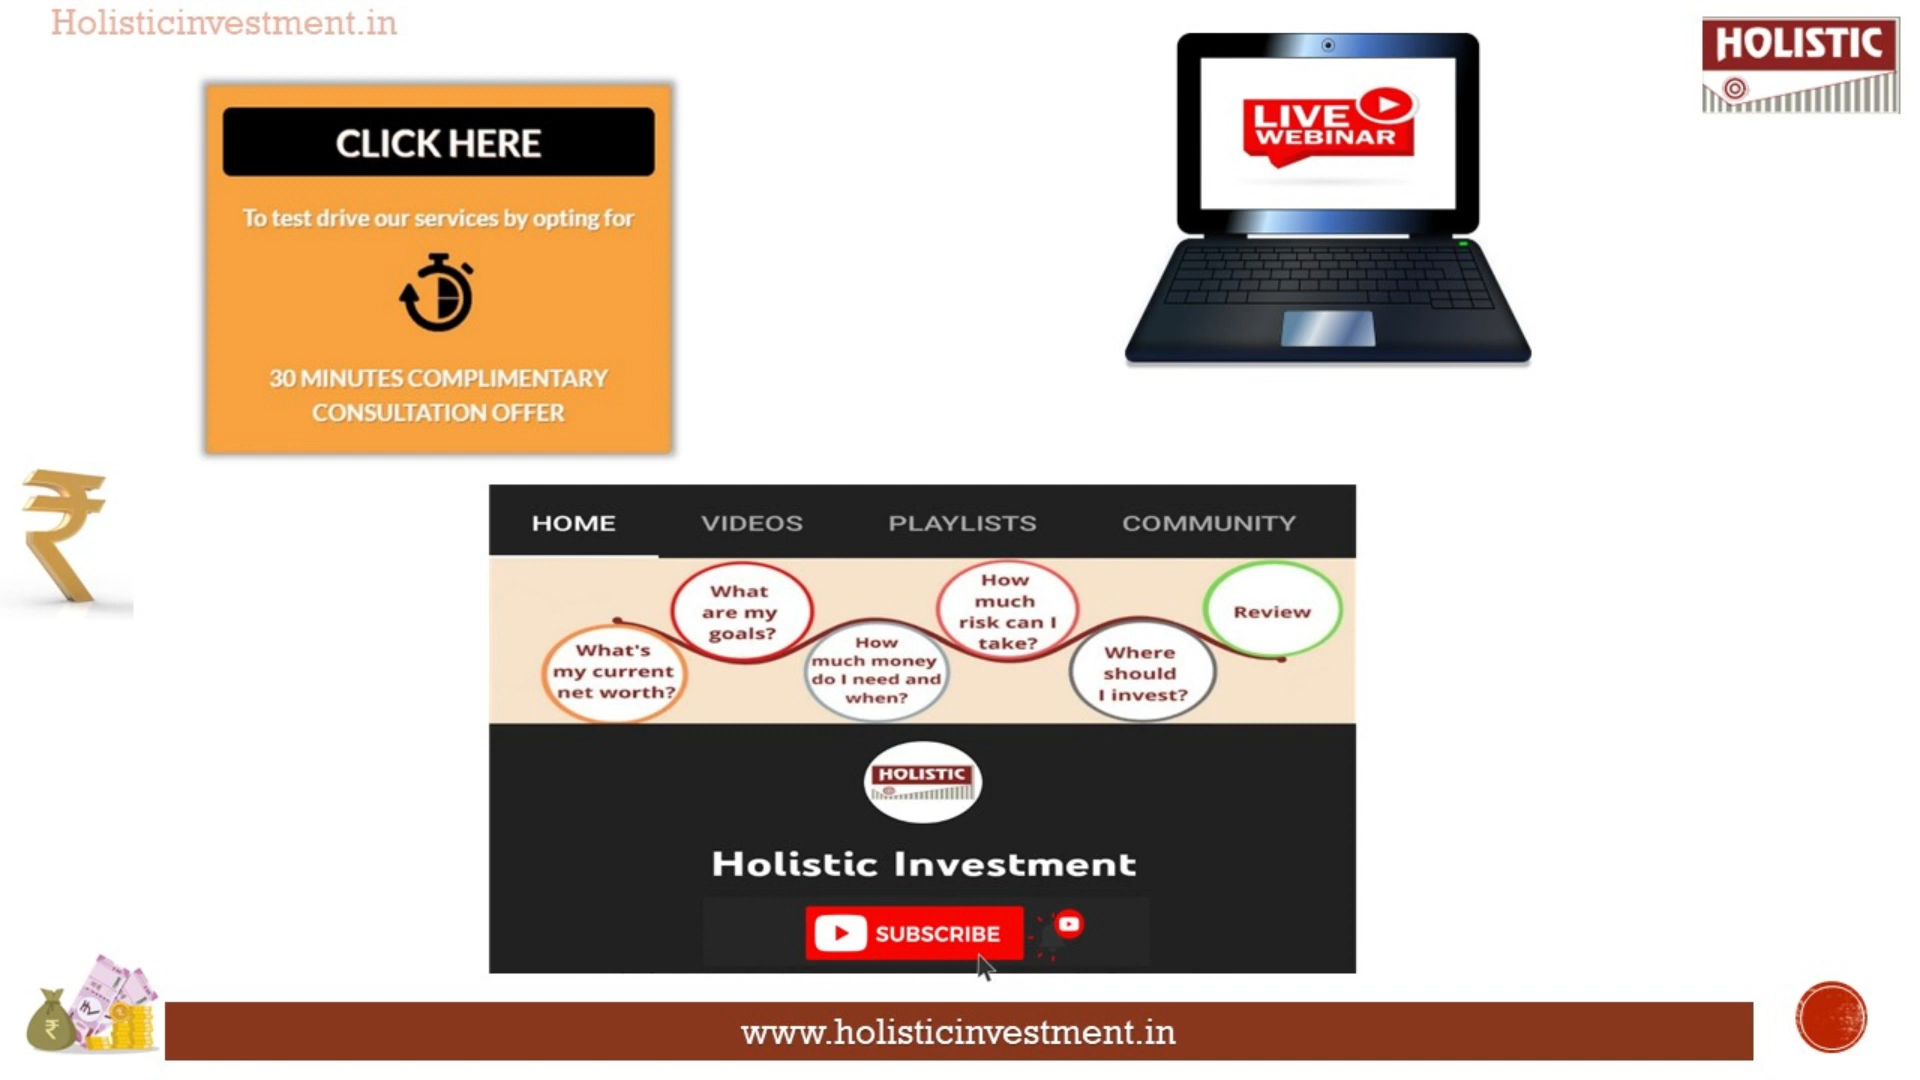 Holisticinvestment.in
HOLISTIC
CLICK HERE
To test drive our services by opting for
30 MINUTES COMPLIMENTARY
CONSULTATION OFFER
LIVE
WEBINAR
HOME VIDEOS PLAYLISTS COMMUNITY
What's
my current
net worth?
What
are my
goals?
How
much money
do I need and
when?
How
much
risk can I
take?
Where
should
I invest?
Review
HOLISTIC
Holistic Investment
SUBSCRIBE
www.holisticinvestment.in